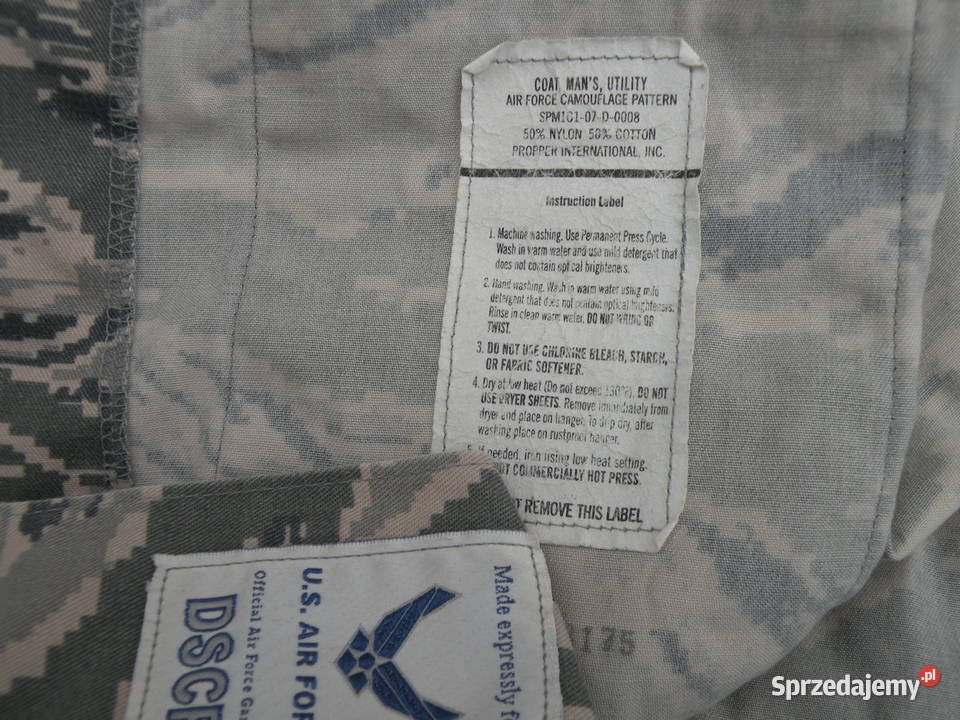 COAT, MAN'S, UTILITY
AIR FORCE CAMOUFLAGE PATTERN
SPM1C1-07-D-0008
50% NYLON 50% COTTON
PROPPER INTERNATIONAL, INC.
Instruction Label
1. Machine washing. Use Permanent Press Cycle.
Wash in warm water and use mild detergent that
does not contain optical brighteners.
2. Hand washing. Wash in warm water using mild
detergent that does not contain optical brighteners.
Rinse in clean warm water. DO NOT WRING OR
TWIST.
3. DO NOT USE CHLORINE BLEACH, STARCH,
OR FABRIC SOFTENER.
4. Dry at low heat (Do not exceed 130°F). DO NOT
USE DRYER SHEETS. Remove immediately from
dryer and place on hanger. To drip dry, after
washing place on rustproof hanger.
5. If needed, iron using low heat setting.
NOT COMMERCIALLY HOT PRESS.
REMOVE THIS LABEL
Made expressly f
U.S. AIR FOR
Official Air Force Gar
DSC
175
Sprzedajemy.pl